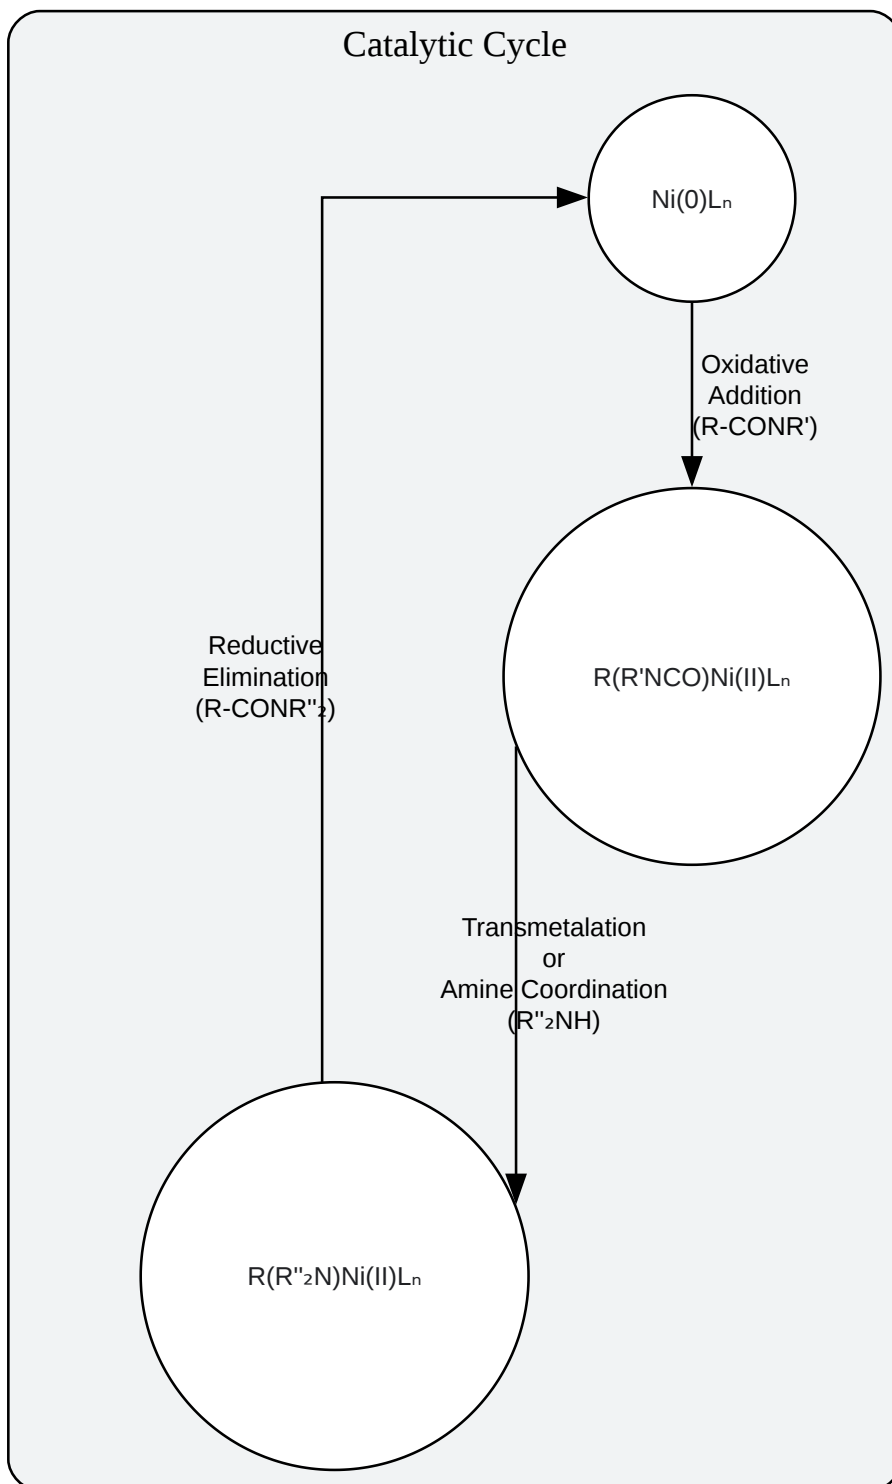 Catalytic Cycle
Ni(0)Lₙ
Oxidative
Addition
(R-CONR')
R(R'NCO)Ni(II)Lₙ
Reductive
Elimination
(R-CONR"₂)
Transmetalation
or
Amine Coordination
(R"₂NH)
R(R"₂N)Ni(II)Lₙ